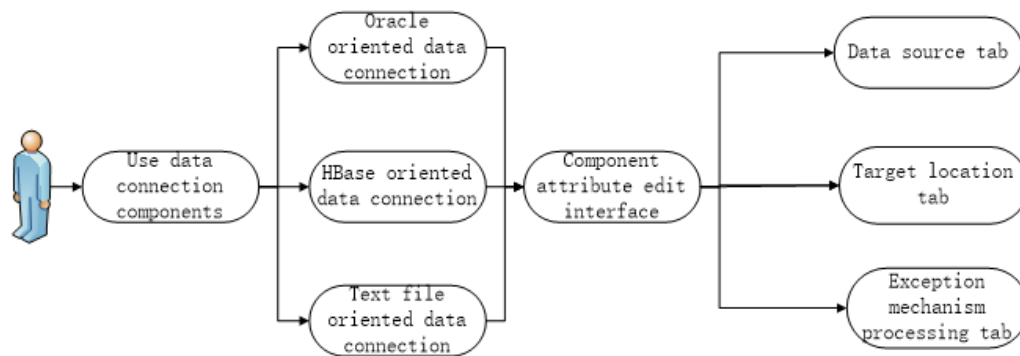 Use data
connection
components
Oracle
oriented data
connection
HBase oriented
data connection
Text file
oriented data
connection
Component
attribute edit
interface
Data source tab
Target location
tab
Exception
mechanism
processing tab